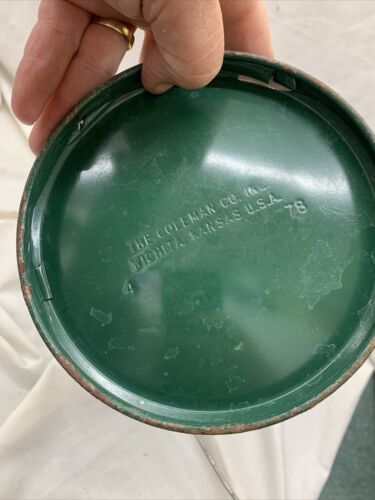 THE COLEMAN CO. INC.
WICHITA, KANSAS U.S.A.
4 78